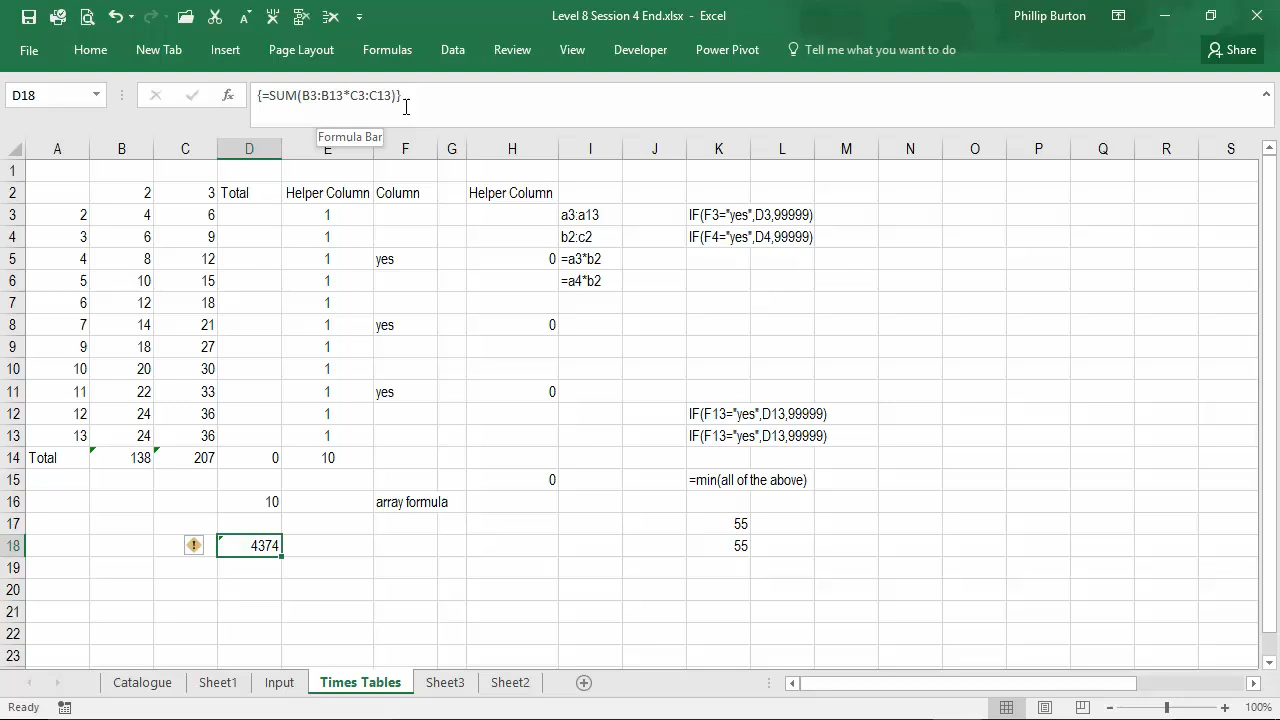 Level 8 Session 4 End.xlsx - Excel
Phillip Burton
File Home New Tab Insert Page Layout Formulas Data Review View Developer Power Pivot Tell me what you want to do Share
D18 fx {=SUM(B3:B13*C3:C13)}
Formula Bar
A B C D E F G H I J K L M N O P Q R S
1
2 2 3 Total Helper Column Column Helper Column
3 2 4 6 1 a3:a13 IF(F3="yes",D3,99999)
4 3 6 9 1 b2:c2 IF(F4="yes",D4,99999)
5 4 8 12 1 yes 0 =a3*b2
6 5 10 15 1 =a4*b2
7 6 12 18 1
8 7 14 21 1 yes 0
9 9 18 27 1
10 10 20 30 1
11 11 22 33 1 yes 0
12 12 24 36 1 IF(F13="yes",D13,99999)
13 13 24 36 1 IF(F13="yes",D13,99999)
14 Total 138 207 0 10
15 0 =min(all of the above)
16 10 array formula
17 55
18 4374 55
19
20
21
22
23
Catalogue Sheet1 Input Times Tables Sheet3 Sheet2
Ready 100%